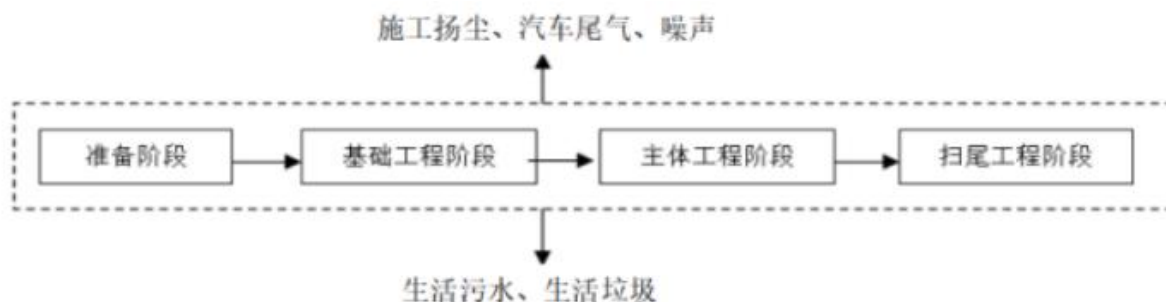 施工扬尘、汽车尾气、噪声
准备阶段
基础工程阶段
主体工程阶段
扫尾工程阶段
生活污水、生活垃圾